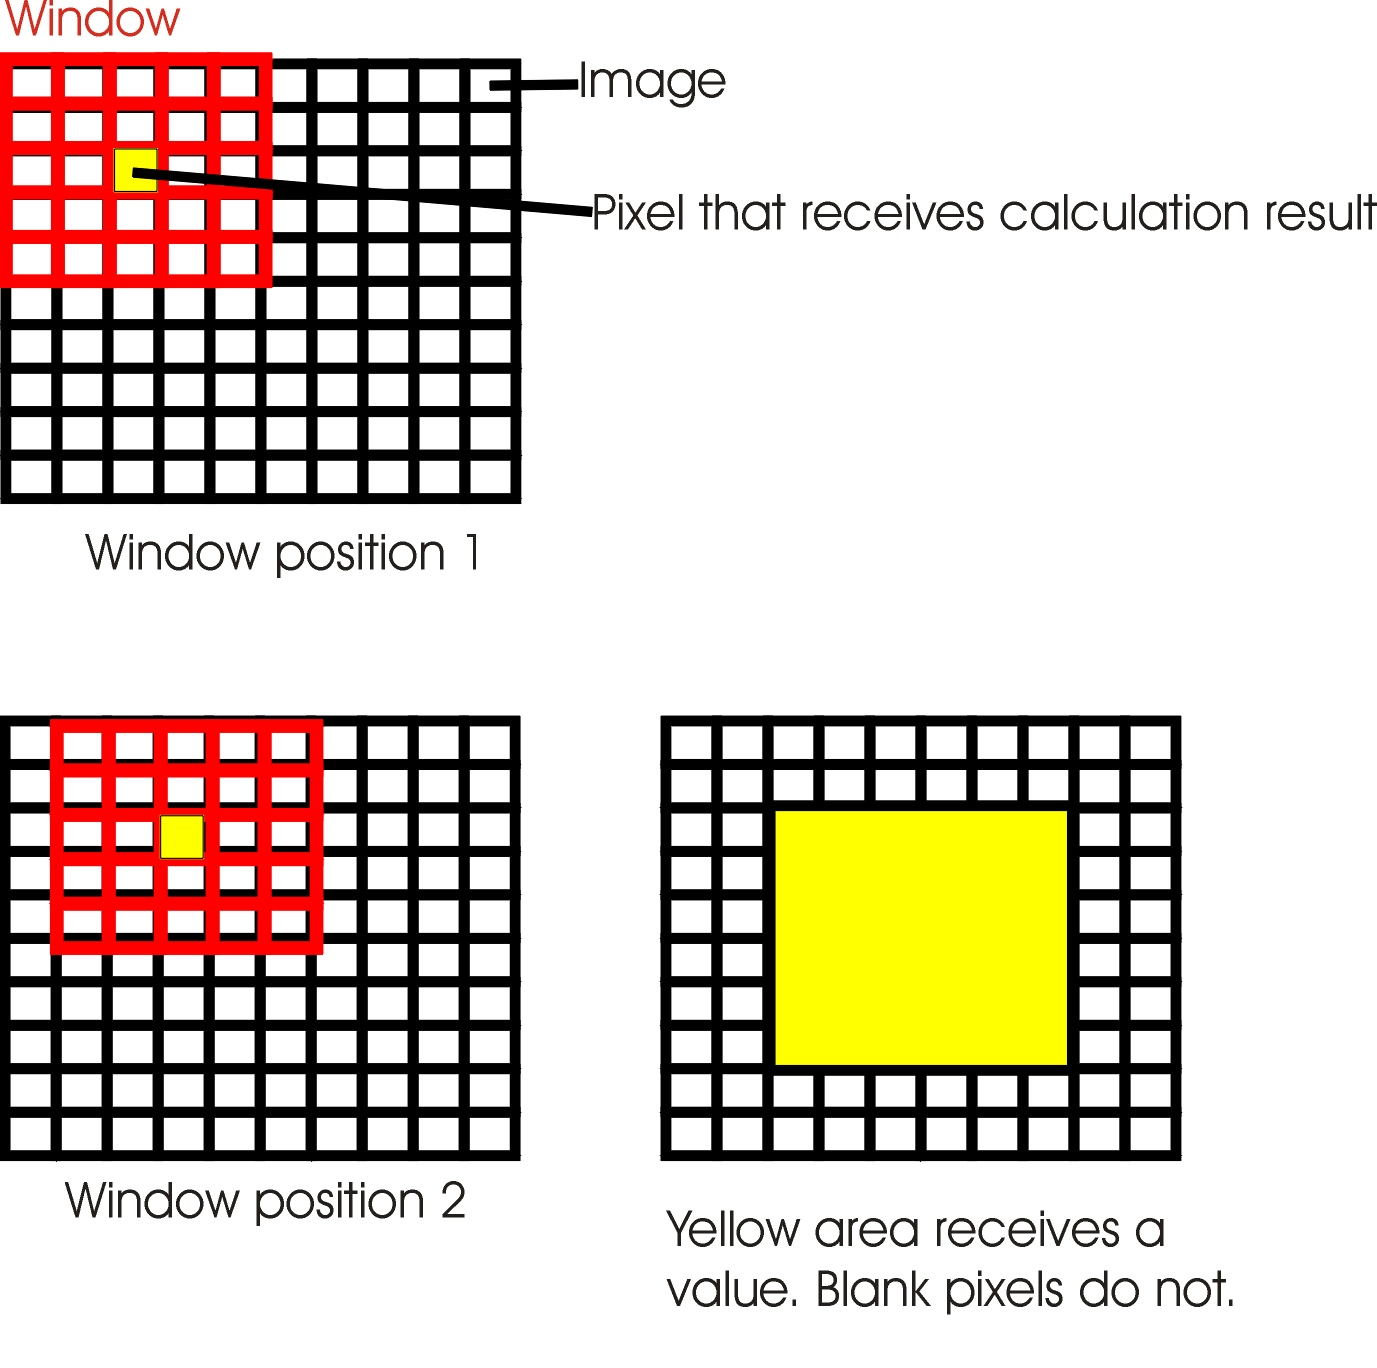 Window
Image
Pixel that receives calculation result
Window position 1
Window position 2
Yellow area receives a
value. Blank pixels do not.